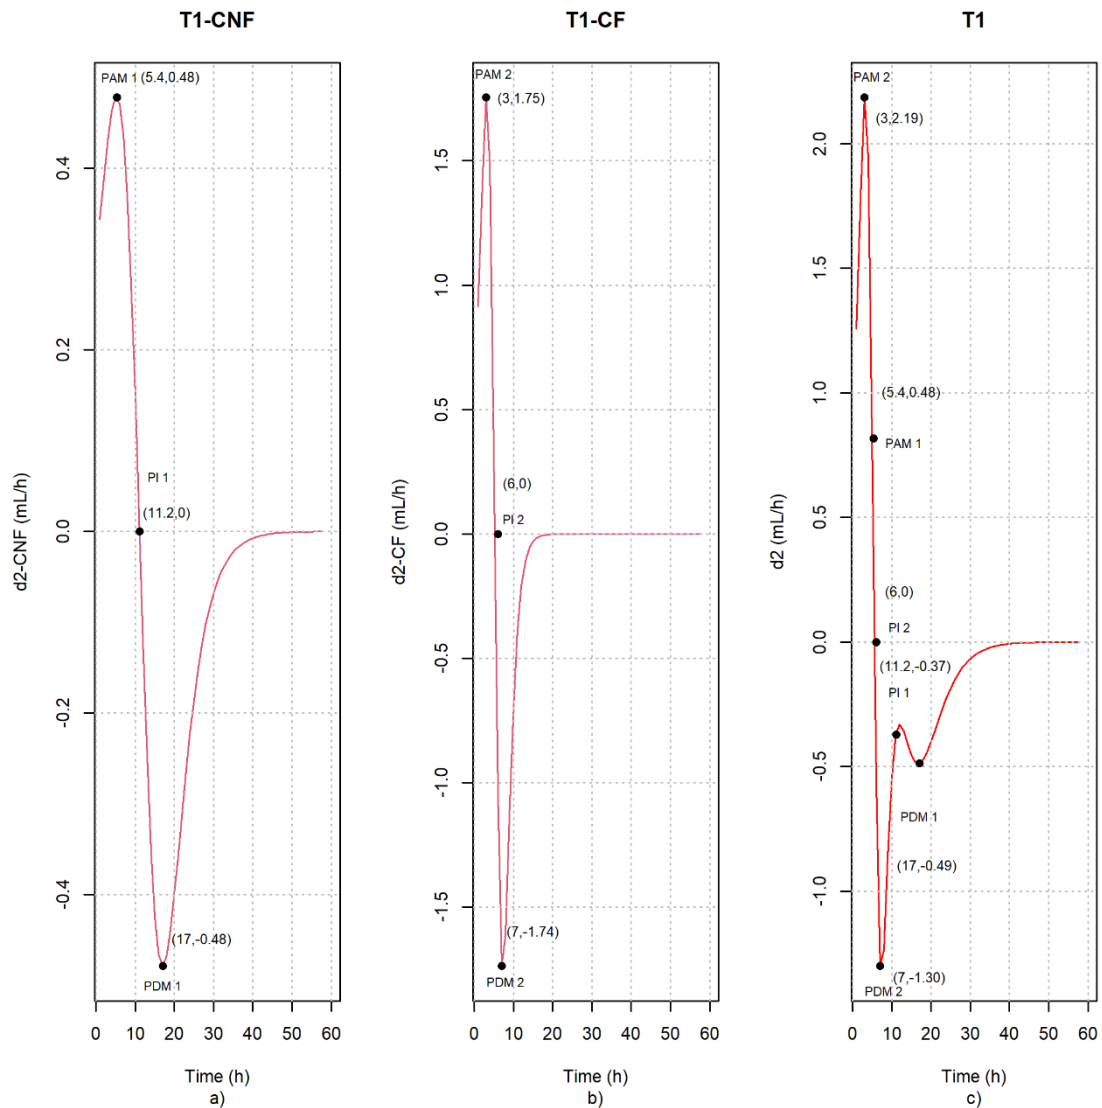 T1-CNF
PAM 1 (5.4,0.48)
PI 1
(11.2,0)
(17,-0.48)
PDM 1
0.4
0.2
0.0
-0.2
-0.4
d2-CNF (mL/h)
0 10 20 30 40 50 60
Time (h)
a)
T1-CF
PAM 2
(3,1.75)
(6,0)
PI 2
(7,-1.74)
PDM 2
1.5
1.0
0.5
0.0
-0.5
-1.0
-1.5
d2-CF (mL/h)
0 10 20 30 40 50 60
Time (h)
b)
T1
PAM 2
(3,2.19)
(5.4,0.48)
PAM 1
(6,0)
PI 2
(11.2,-0.37)
PI 1
PDM 1
(17,-0.49)
(7,-1.30)
PDM 2
2.0
1.5
1.0
0.5
0.0
-0.5
-1.0
d2 (mL/h)
0 10 20 30 40 50 60
Time (h)
c)